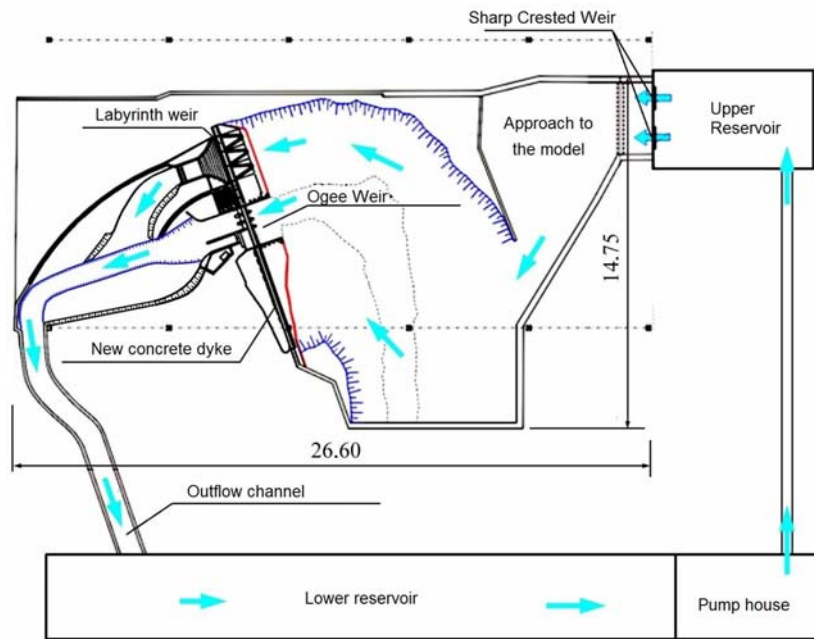 Sharp Crested Weir
Upper
Reservoir
Labyrinth weir
Approach to
the model
Ogee Weir
14.75
New concrete dyke
26.60
Outflow channel
Lower reservoir
Pump house